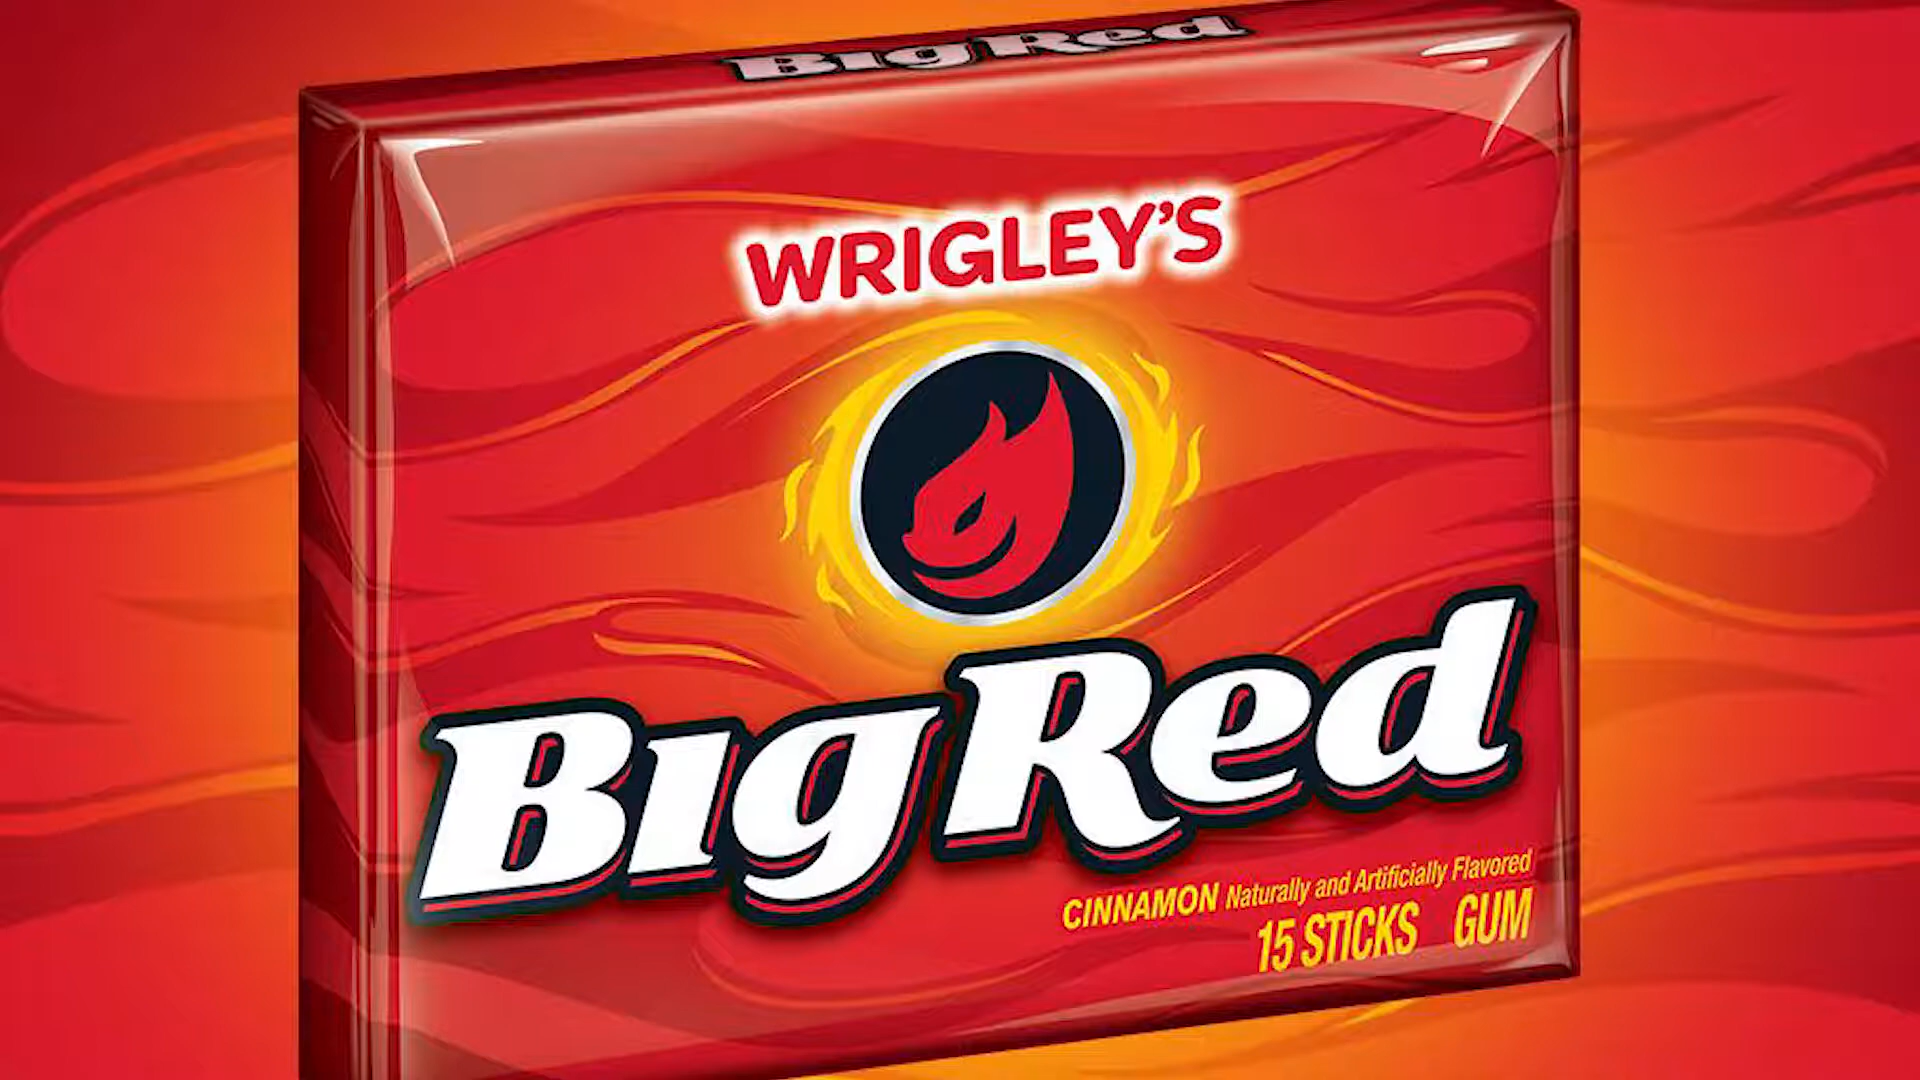 Big Red
WRIGLEY'S
Big Red
CINNAMON Naturally and Artificially Flavored
15 STICKS GUM